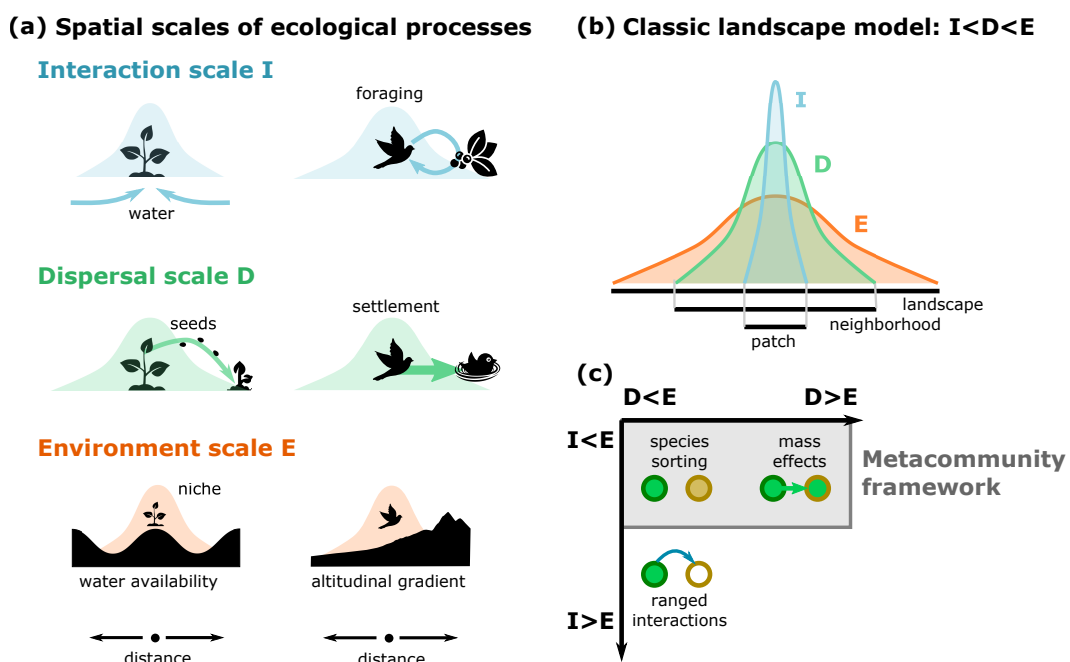 (a) Spatial scales of ecological processes
Interaction scale I
foraging
water
Dispersal scale D
seeds
settlement
Environment scale E
niche
water availability
altitudinal gradient
distance
distance
(b) Classic landscape model: I<D<E
I
D
E
landscape
neighborhood
patch
(c)
D<E
D>E
I<E
species
sorting
mass
effects
Metacommunity
framework
ranged
interactions
I>E